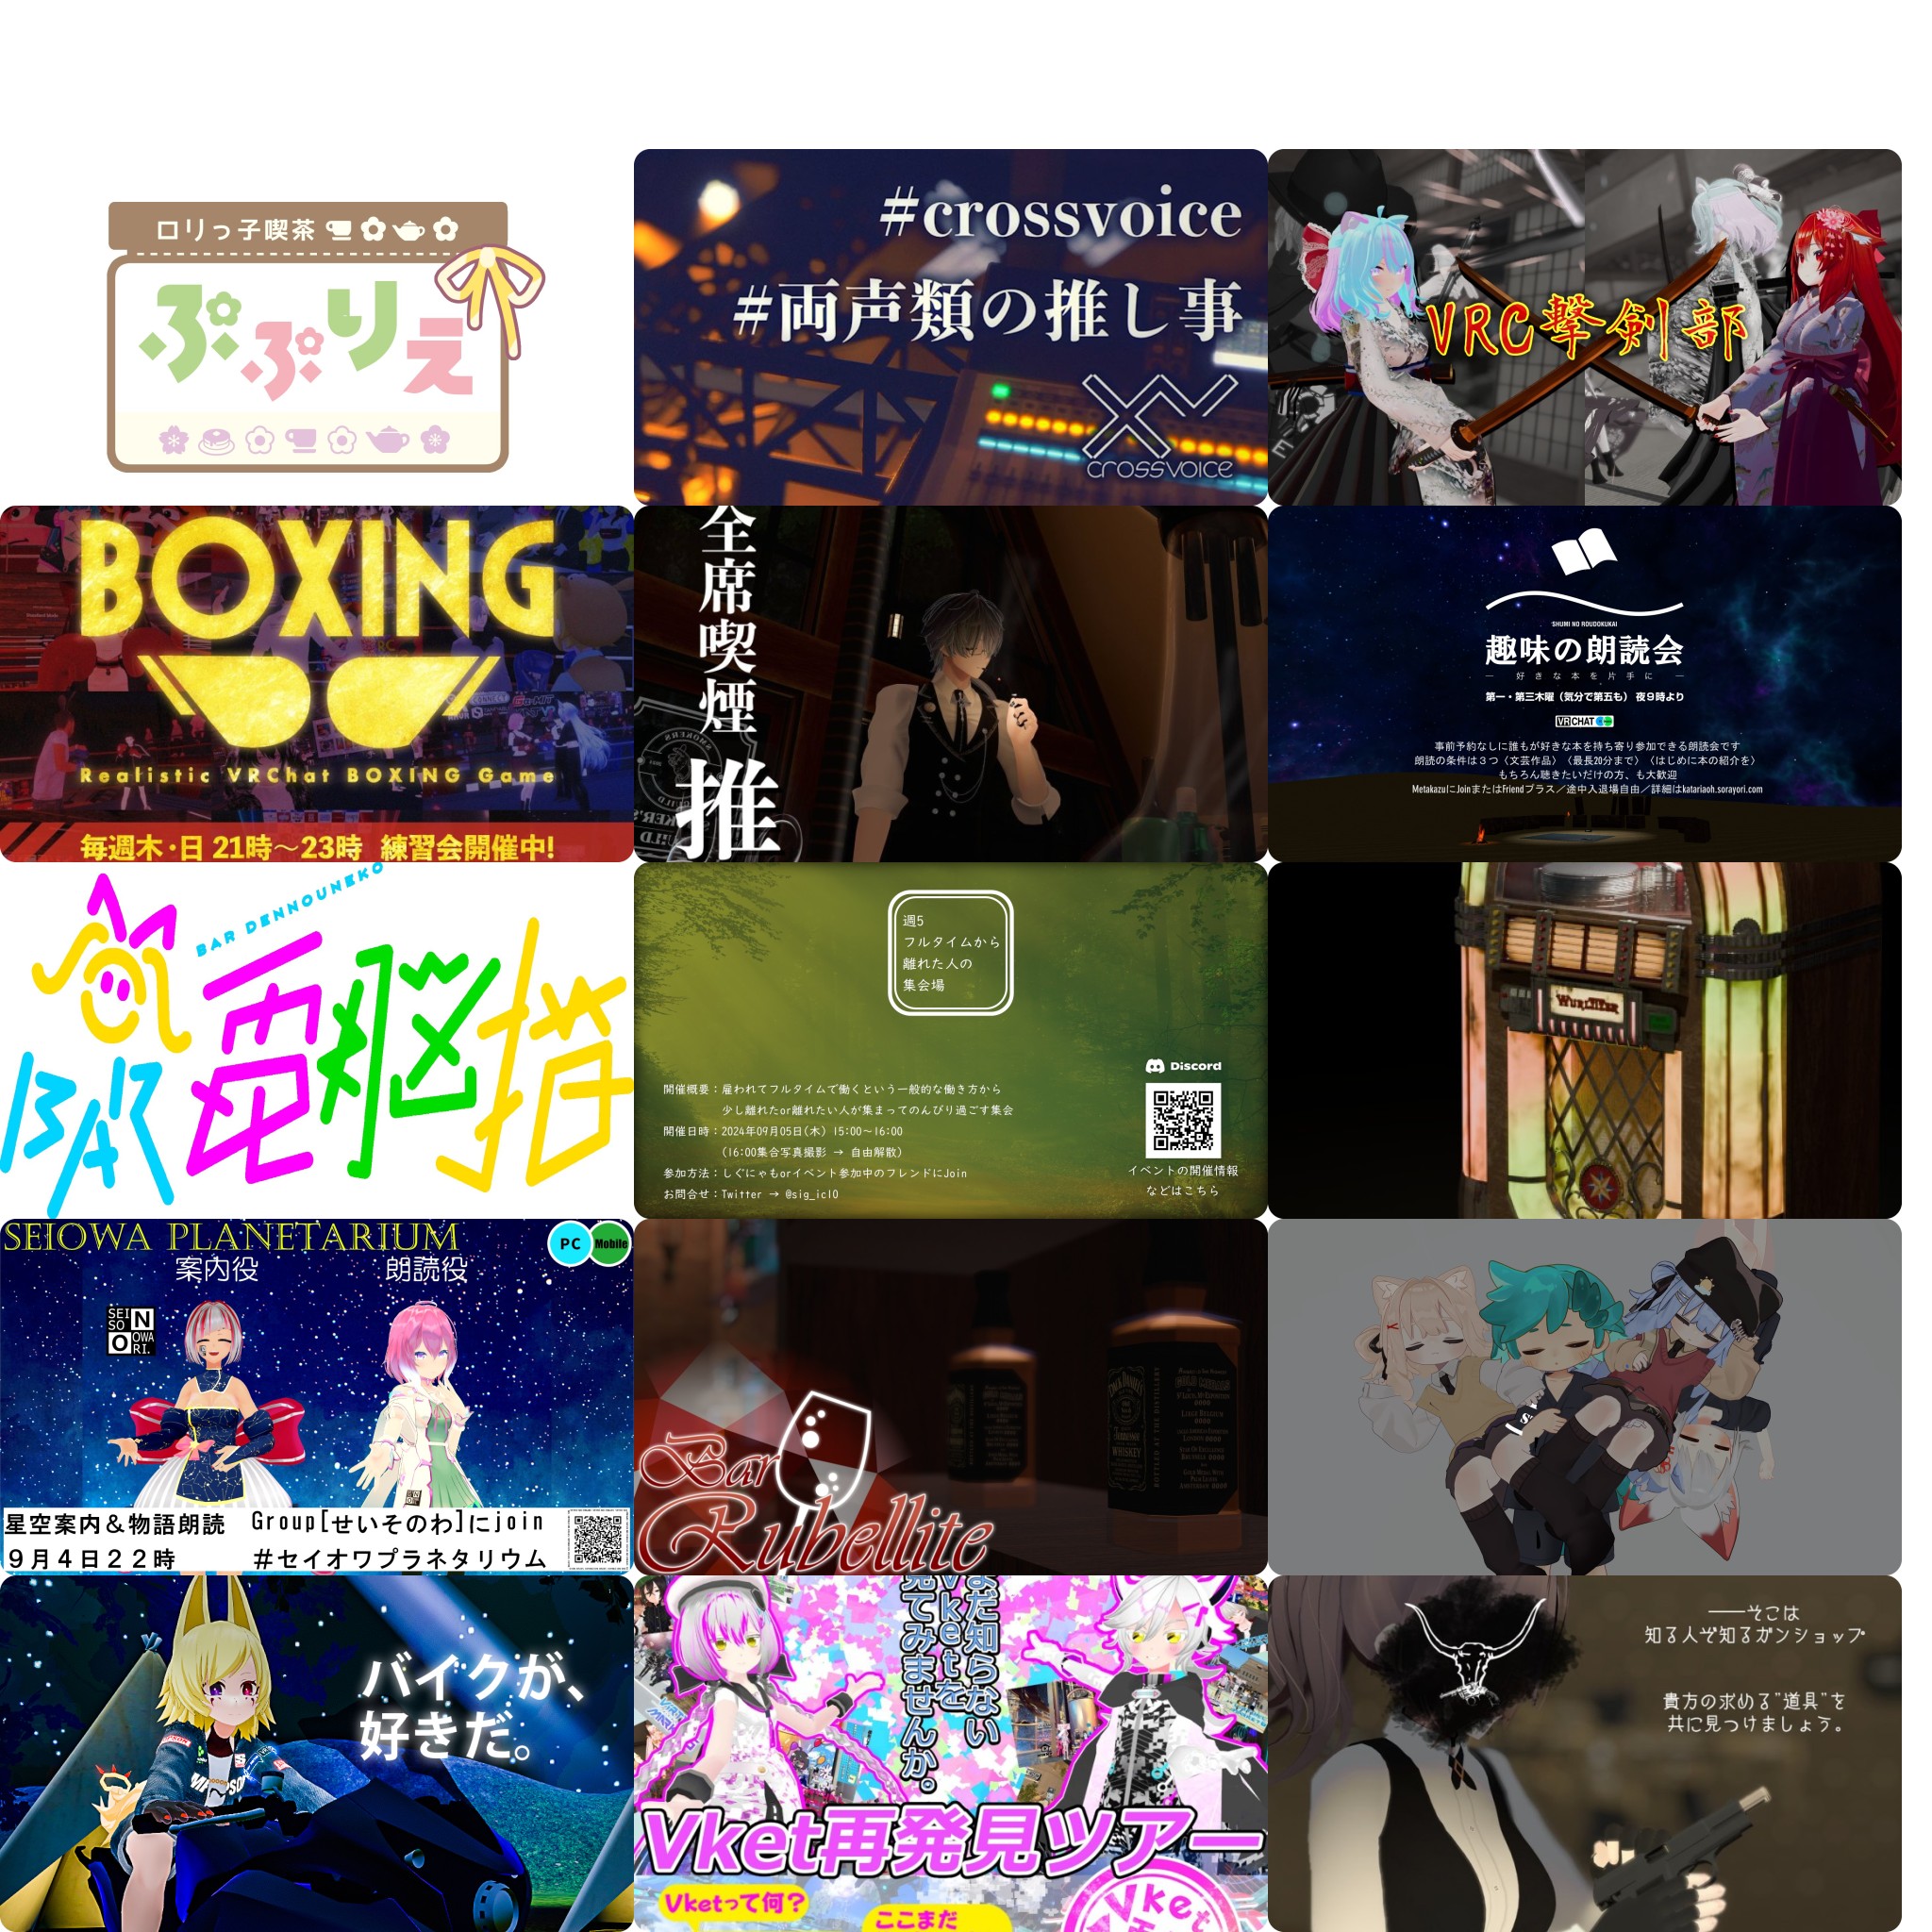 ロリっ子喫茶
ぷぷりえ
#crossvoice
#両声類の推し事
crossvoice
VRC撃剣部
BOXING
Realistic VRChat BOXING Game
毎週木・日 21時～23時 練習会開催中!
全席喫煙
推
SHUMI NO ROUDOKUKAI
趣味の朗読会
― 好きな本を片手に ―
第一・第三木曜（気分で第五も） 夜９時より
VRCHAT
事前予約なしに誰もが好きな本を持ち寄り参加できる朗読会です
朗読の条件は３つ〈文芸作品〉〈最長20分まで〉〈はじめに本の紹介を〉
もちろん聴きたいだけの方、も大歓迎
MetakazuにJoinまたはFriendプラス／途中入退場自由／詳細はkatariaoh.sorayori.com
BAR DENNOUNEKO
BAR 電脳猫
週5
フルタイムから
離れた人の
集会場
開催概要：雇われてフルタイムで働くという一般的な働き方から
少し離れたor離れたい人が集まってのんびり過ごす集会
開催日時：2024年09月05日(木) 15:00～16:00
(16:00集合写真撮影 → 自由解散)
参加方法：しぐにゃもorイベント参加中のフレンドにJoin
お問合せ：Twitter → @sig_ic10
Discord
イベントの開催情報
などはこちら
WURLITZER
SEIOWA PLANETARIUM
PC
Mobile
案内役
朗読役
SEI
SO
N
O
OWA
RI.
星空案内＆物語朗読
９月４日２２時
Group[せいそのわ]にjoin
＃セイオワプラネタリウム
Bar
Rubellite
WHISKEY
バイクが、
好きだ。
まだ知らない
Vketを
見てみませんか。
Vket再発見ツアー
Vketって何？
ここまだ
Vket
――そこは
知る人ぞ知るガンショップ
貴方の求める"道具"を
共に見つけましょう。